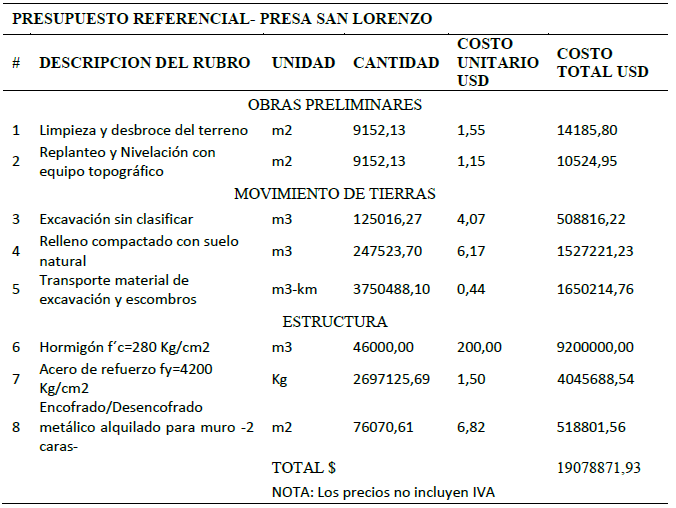 PRESUPUESTO REFERENCIAL- PRESA SAN LORENZO
# DESCRIPCION DEL RUBRO UNIDAD CANTIDAD COSTO UNITARIO USD COSTO TOTAL USD
OBRAS PRELIMINARES
1 Limpieza y desbroce del terreno m2 9152,13 1,55 14185,80
2 Replanteo y Nivelación con equipo topográfico m2 9152,13 1,15 10524,95
MOVIMIENTO DE TIERRAS
3 Excavación sin clasificar m3 125016,27 4,07 508816,22
4 Relleno compactado con suelo natural m3 247523,70 6,17 1527221,23
5 Transporte material de excavación y escombros m3-km 3750488,10 0,44 1650214,76
ESTRUCTURA
6 Hormigón f´c=280 Kg/cm2 m3 46000,00 200,00 9200000,00
7 Acero de refuerzo fy=4200 Kg/cm2 Kg 2697125,69 1,50 4045688,54
8 Encofrado/Desencofrado metálico alquilado para muro -2 caras- m2 76070,61 6,82 518801,56
TOTAL $ 19078871,93
NOTA: Los precios no incluyen IVA